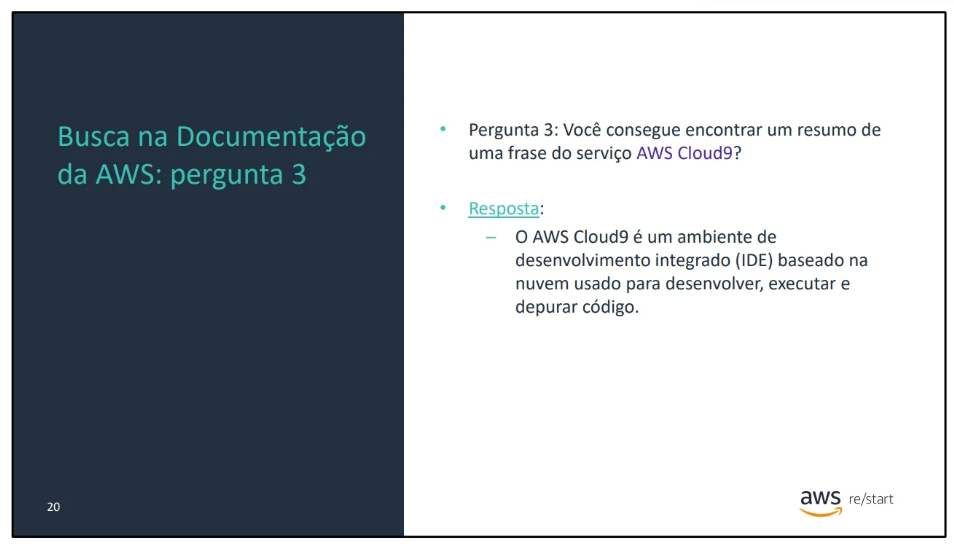 Busca na Documentação
da AWS: pergunta 3
• Pergunta 3: Você consegue encontrar um resumo de
uma frase do serviço AWS Cloud9?
• Resposta:
– O AWS Cloud9 é um ambiente de
desenvolvimento integrado (IDE) baseado na
nuvem usado para desenvolver, executar e
depurar código.
20
aws re/start